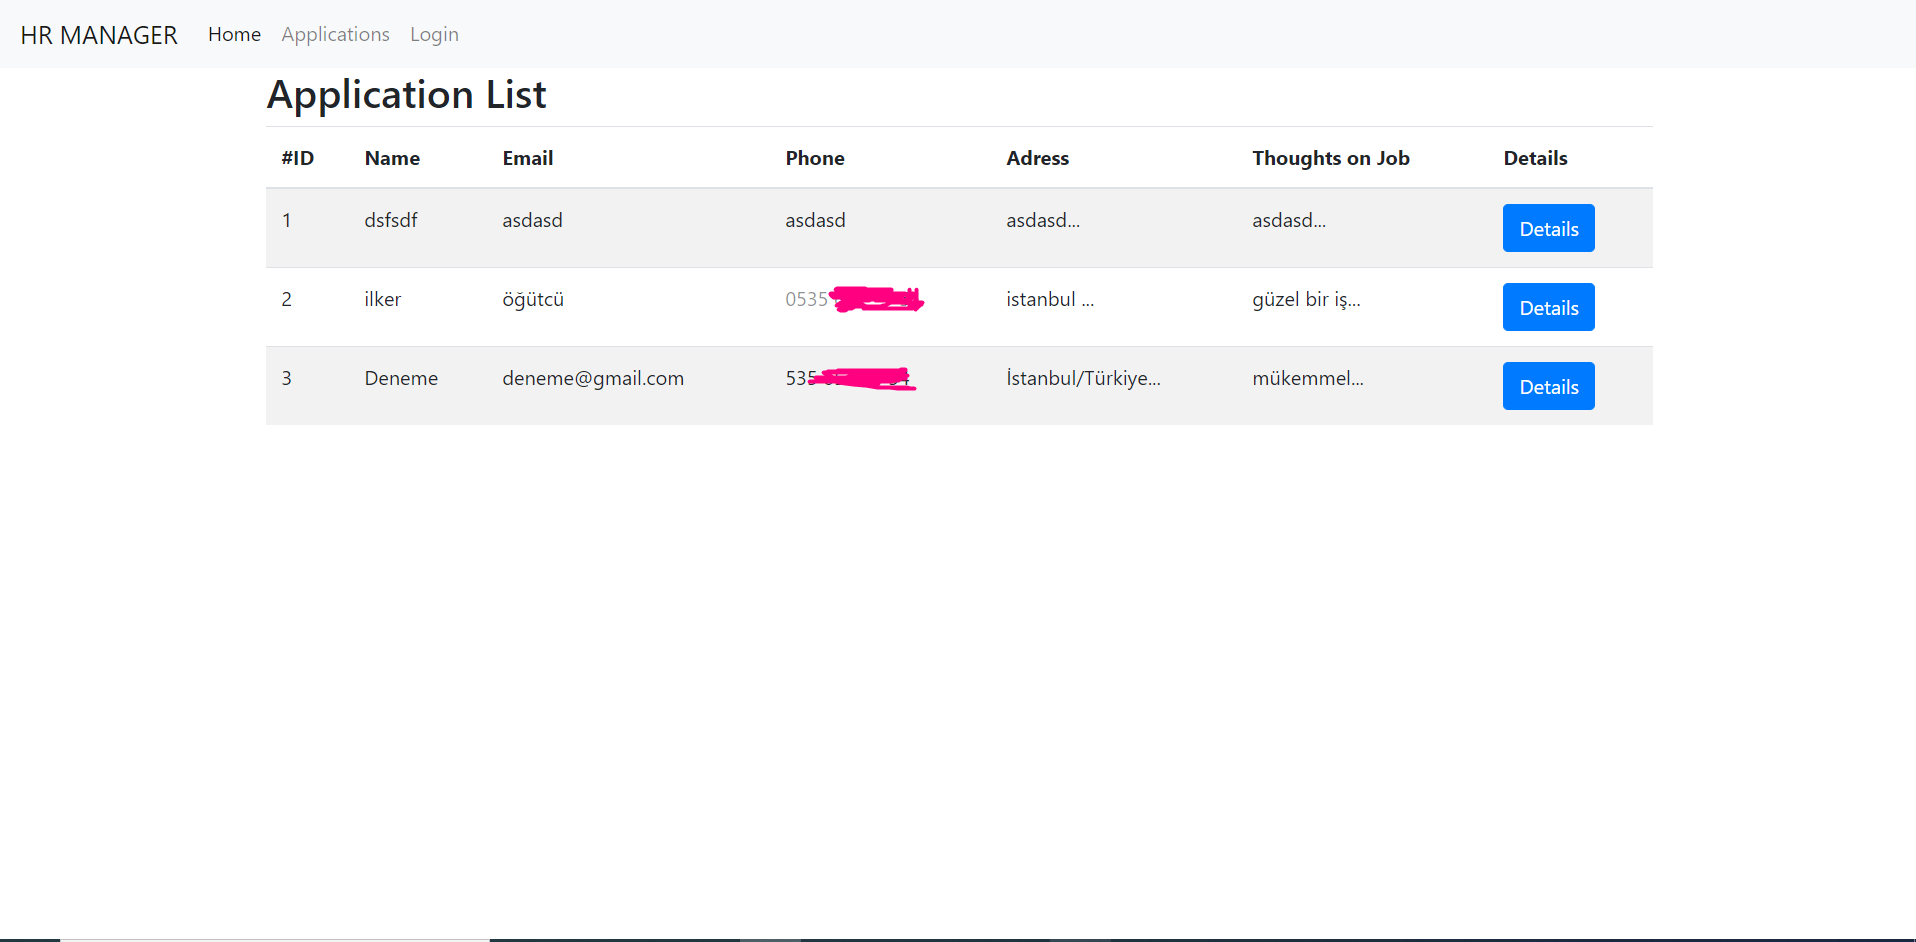 HR MANAGER Home Applications Login
Application List
#ID Name Email Phone Adress Thoughts on Job Details
1 dsfsdf asdasd asdasd asdasd... asdasd... Details
2 ilker öğütcü 0535 istanbul ... güzel bir iş... Details
3 Deneme deneme@gmail.com 535 İstanbul/Türkiye... mükemmel... Details